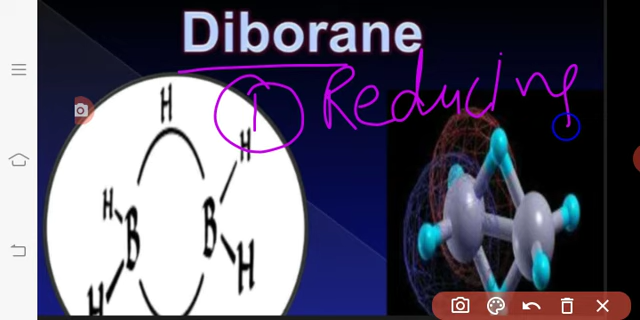 Diborane
① Reducing
H
H
H B
B H
H